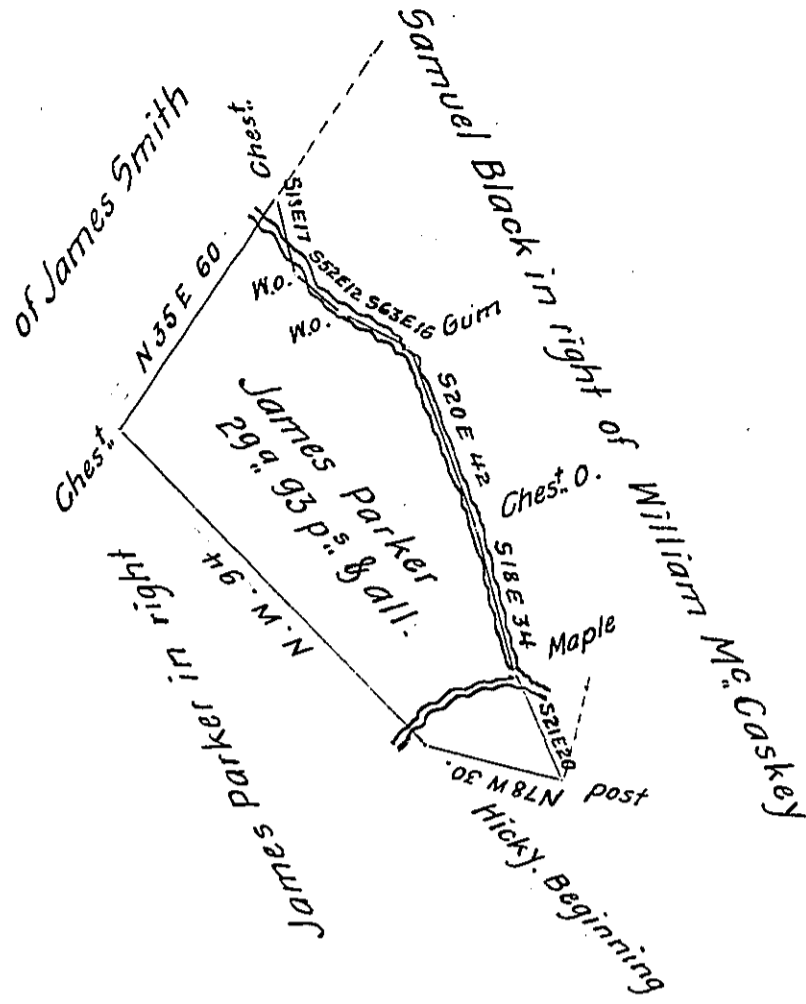 of James Smith
Samuel Black in right of William Mc. Caskey
Chest.
N 35 E 60
S52E12
S63E16
W.O.
W.O.
Gum
S20E 42
Chest. O.
S18E 34
Maple
S21E20
post
N78W 30.
Hicky. Beginning
N. W. 94
Chest.
James Parker
29a 93 ps & all.
James Parker in right